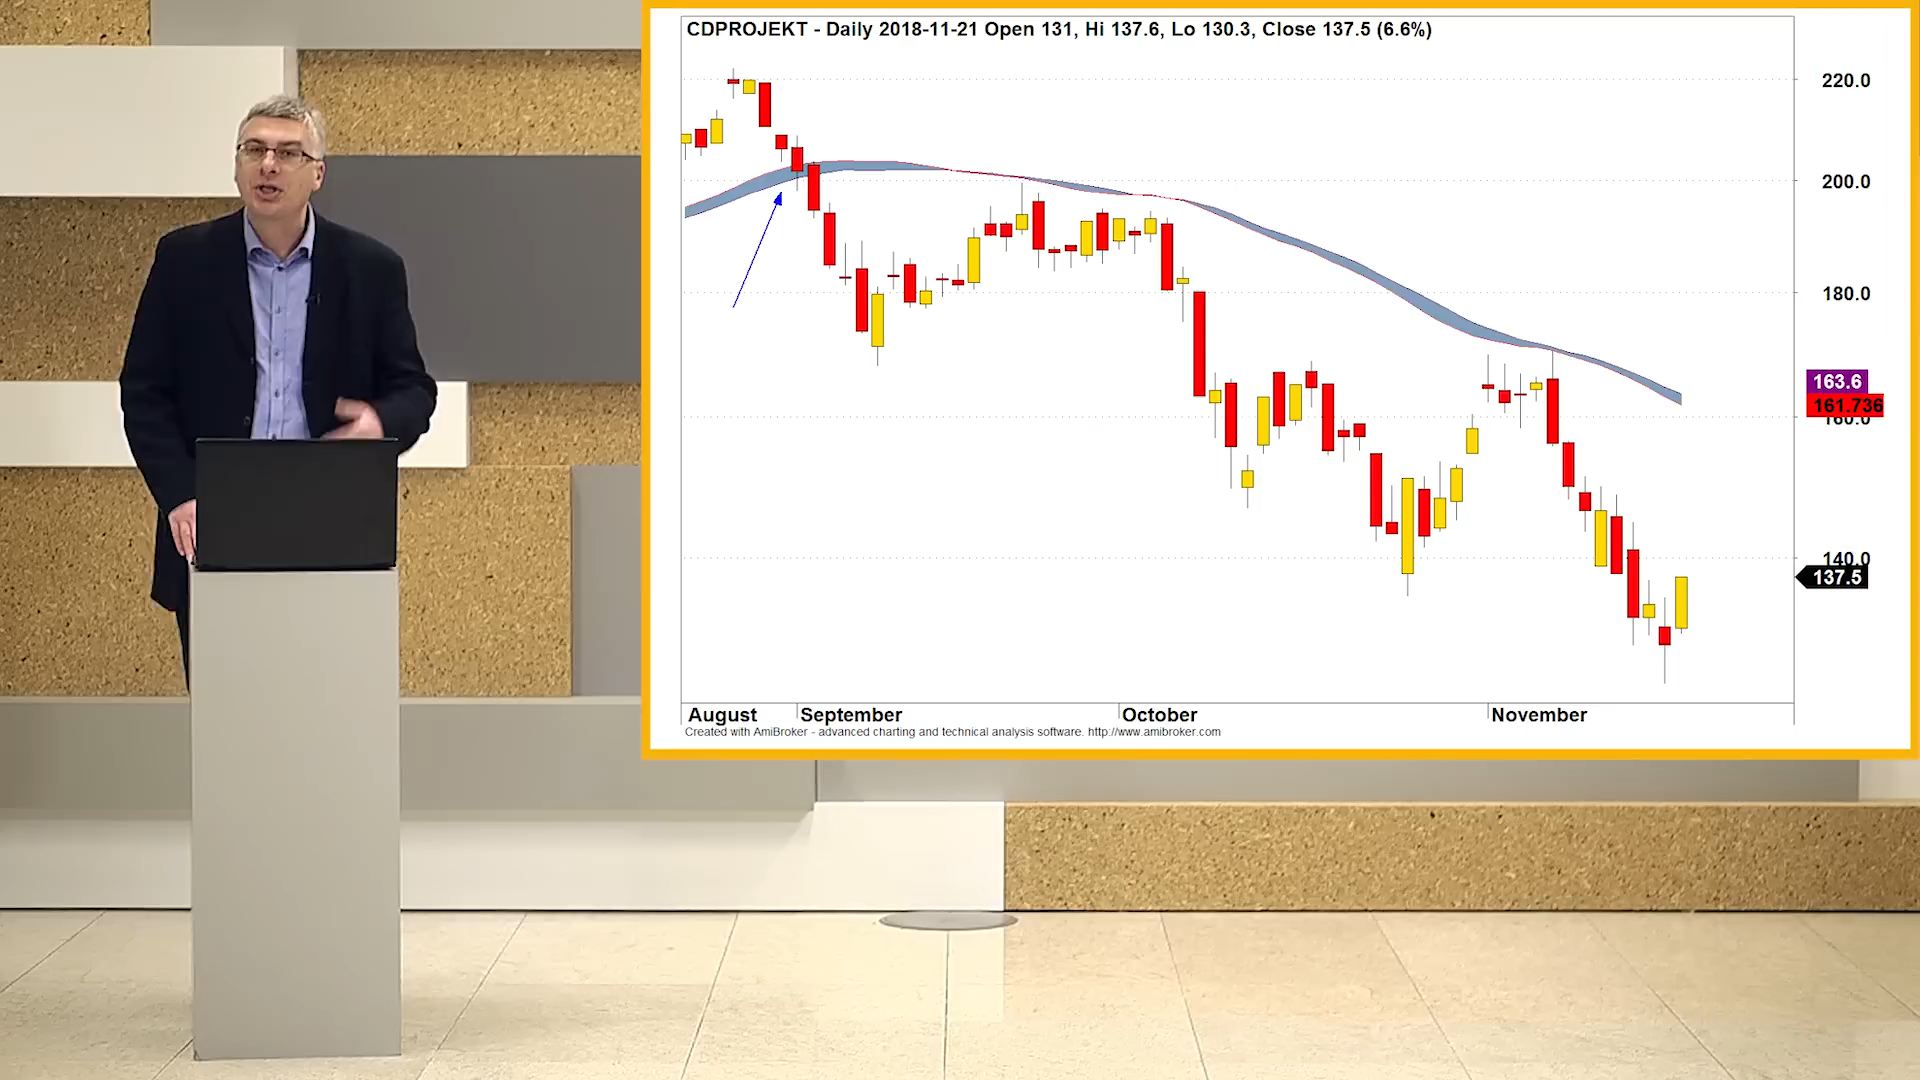 CDPROJEKT - Daily 2018-11-21 Open 131, Hi 137.6, Lo 130.3, Close 137.5 (6.6%)
220.0
200.0
180.0
163.6
161.736
160.0
140.0
137.5
August September October November
Created with AmiBroker - advanced charting and technical analysis software. http://www.amibroker.com